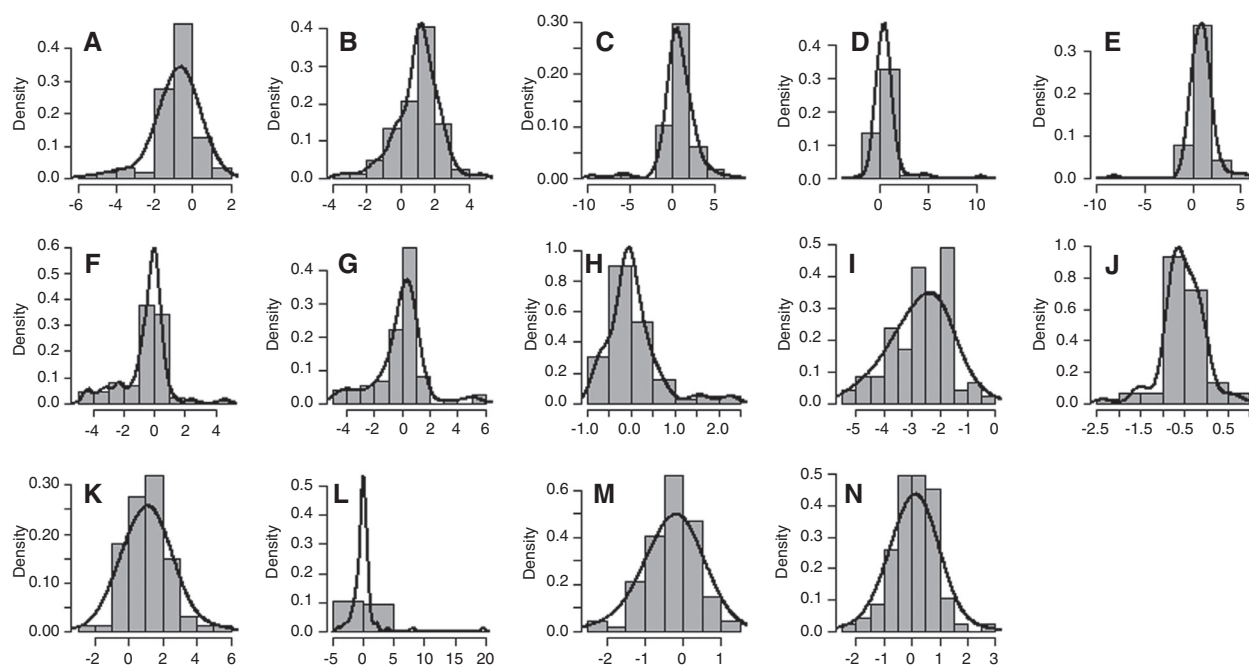 A
Density
0.4
0.3
0.2
0.1
0.0
-6 -4 -2 0 2
B
Density
0.4
0.3
0.2
0.1
0.0
-4 -2 0 2 4
C
Density
0.30
0.20
0.10
0.00
-10 -5 0 5
D
Density
0.4
0.3
0.2
0.1
0.0
0 5 10
E
Density
0.3
0.2
0.1
0.0
-10 -5 0 5
F
Density
0.6
0.5
0.4
0.3
0.2
0.1
0.0
-4 -2 0 2 4
G
Density
0.4
0.3
0.2
0.1
0.0
-4 -2 0 2 4 6
H
Density
1.0
0.8
0.6
0.4
0.2
0.0
-1.0 0.0 1.0 2.0
I
Density
0.5
0.4
0.3
0.2
0.1
0.0
-5 -4 -3 -2 -1 0
J
Density
1.0
0.8
0.6
0.4
0.2
0.0
-2.5 -1.5 -0.5 0.5
K
Density
0.30
0.20
0.10
0.00
-2 0 2 4 6
L
Density
0.5
0.4
0.3
0.2
0.1
0.0
-5 0 5 10 15 20
M
Density
0.6
0.4
0.2
0.0
-2 -1 0 1
N
Density
0.5
0.4
0.3
0.2
0.1
0.0
-2 -1 0 1 2 3